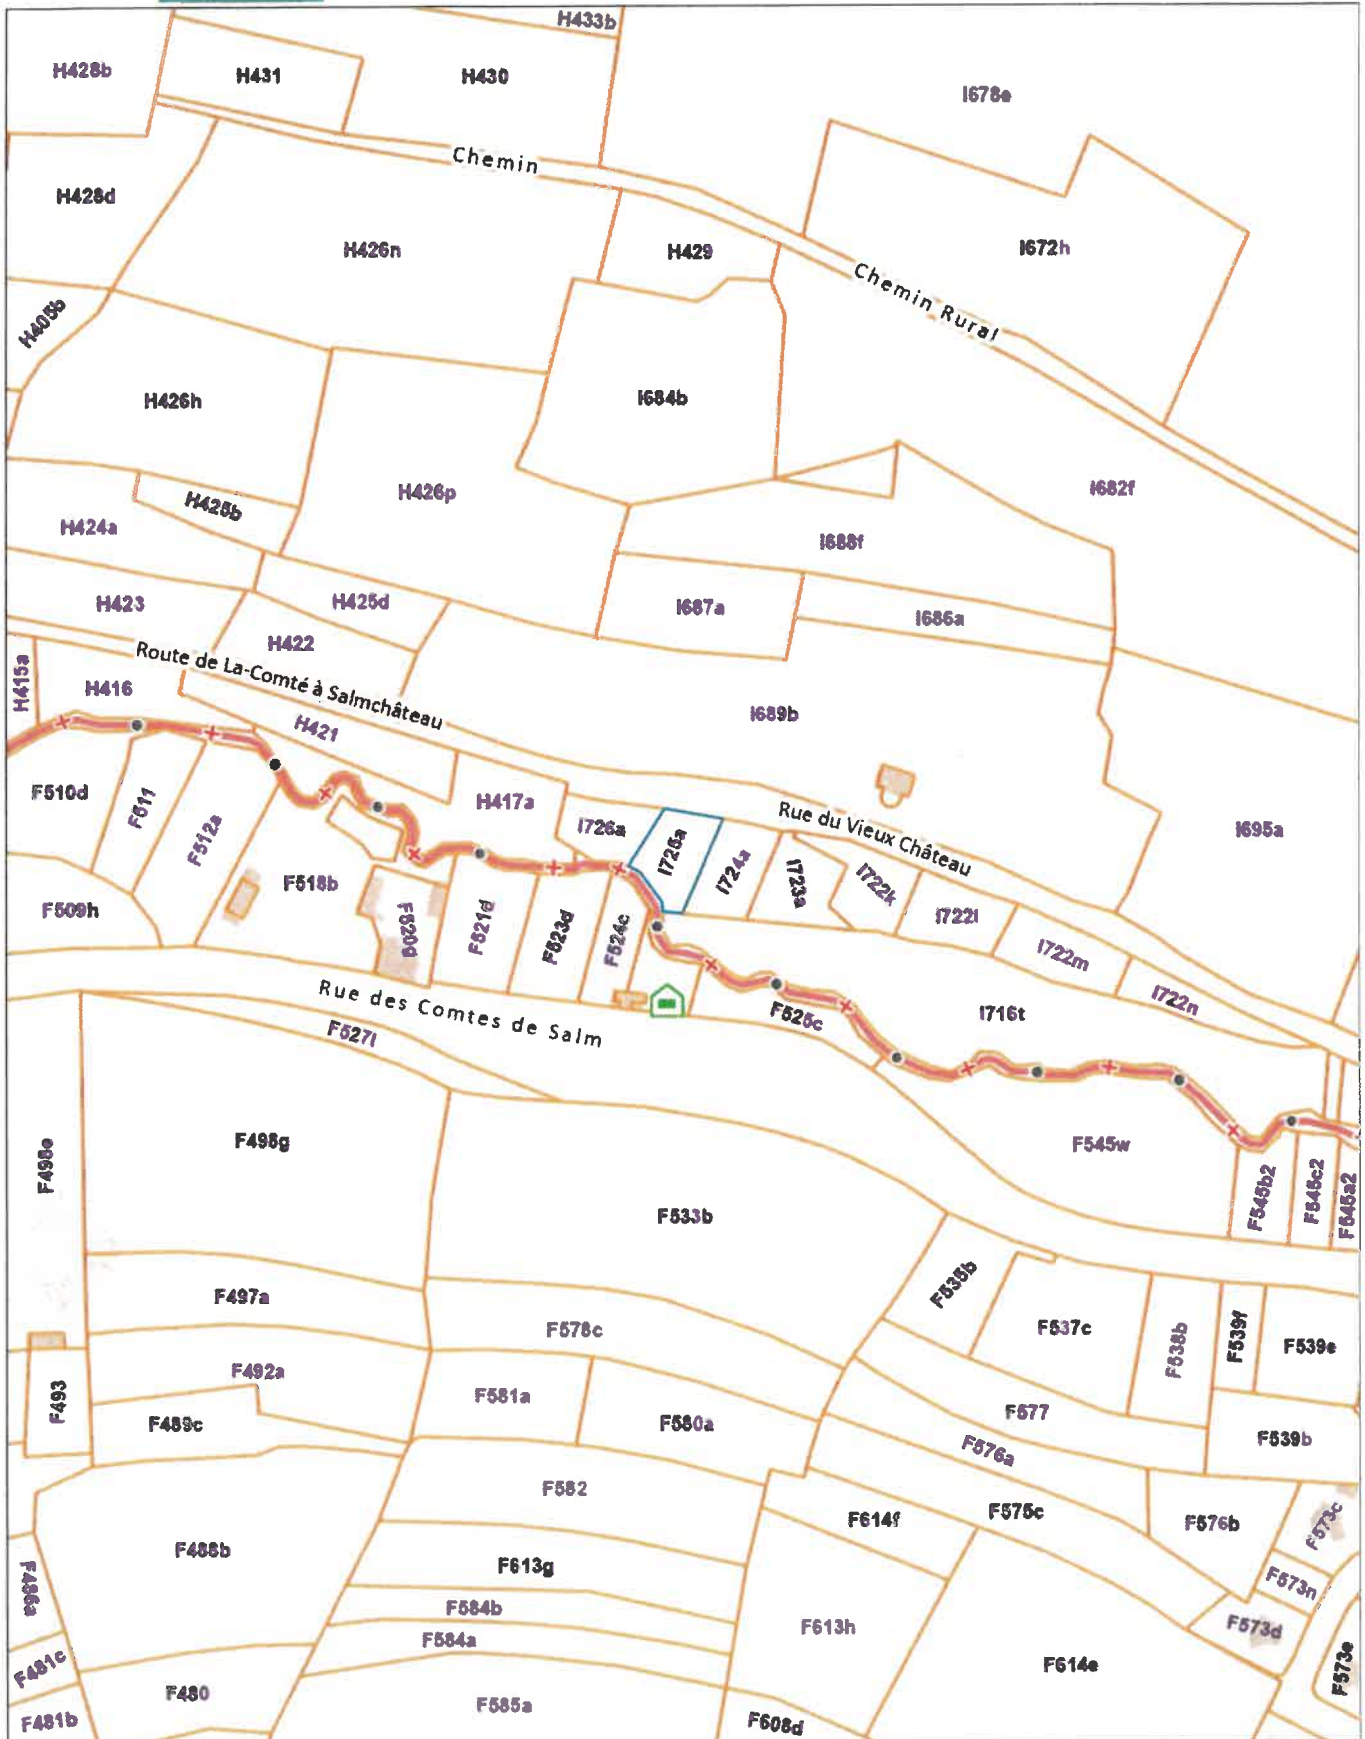 H433b
H428b
H431
H430
I678e
Chemin
H428d
H426n
H429
I672h
Chemin Rural
H405b
H426h
I684b
H426p
I682f
H425b
H424a
I688f
H423
H425d
I687a
I686a
H422
Route de La-Comté à Salmchâteau
H415a
H416
H421
I689b
F510d
F511
F512a
H417a
I726a
I725a
I724a
I723a
Rue du Vieux Château
I722k
I695a
F518b
F509h
F520g
F521d
F523d
F524c
I722l
I722m
I722n
Rue des Comtes de Salm
F527l
F525c
I716t
F498e
F498g
F545w
F545b2
F545c2
F545a2
F533b
F535b
F497a
F578c
F537c
F538b
F539f
F539e
F492a
F493
F489c
F581a
F580a
F577
F539b
F576a
F582
F614f
F575c
F576b
F573c
F488b
F613g
F486a
F573n
F584b
F613h
F573d
F584a
F481c
F480
F614e
F573e
F585a
F481b
F608d